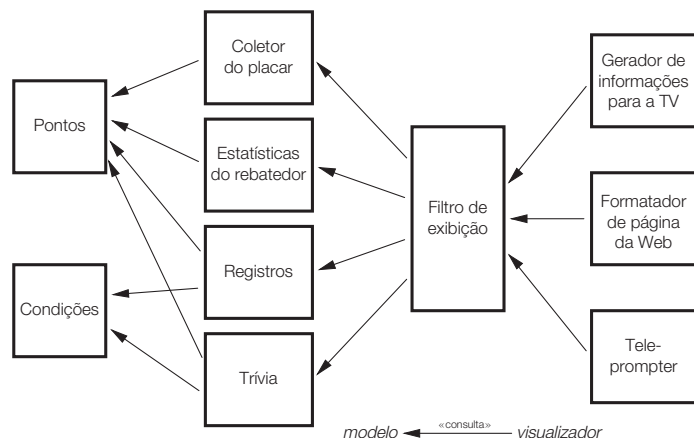 Coletor
do placar
Gerador de
informações
para a TV
Pontos
Estatísticas
do rebatedor
Filtro de
exibição
Formatador
de página
da Web
Registros
Condições
Trívia
Tele-
prompter
modelo «consulta» visualizador